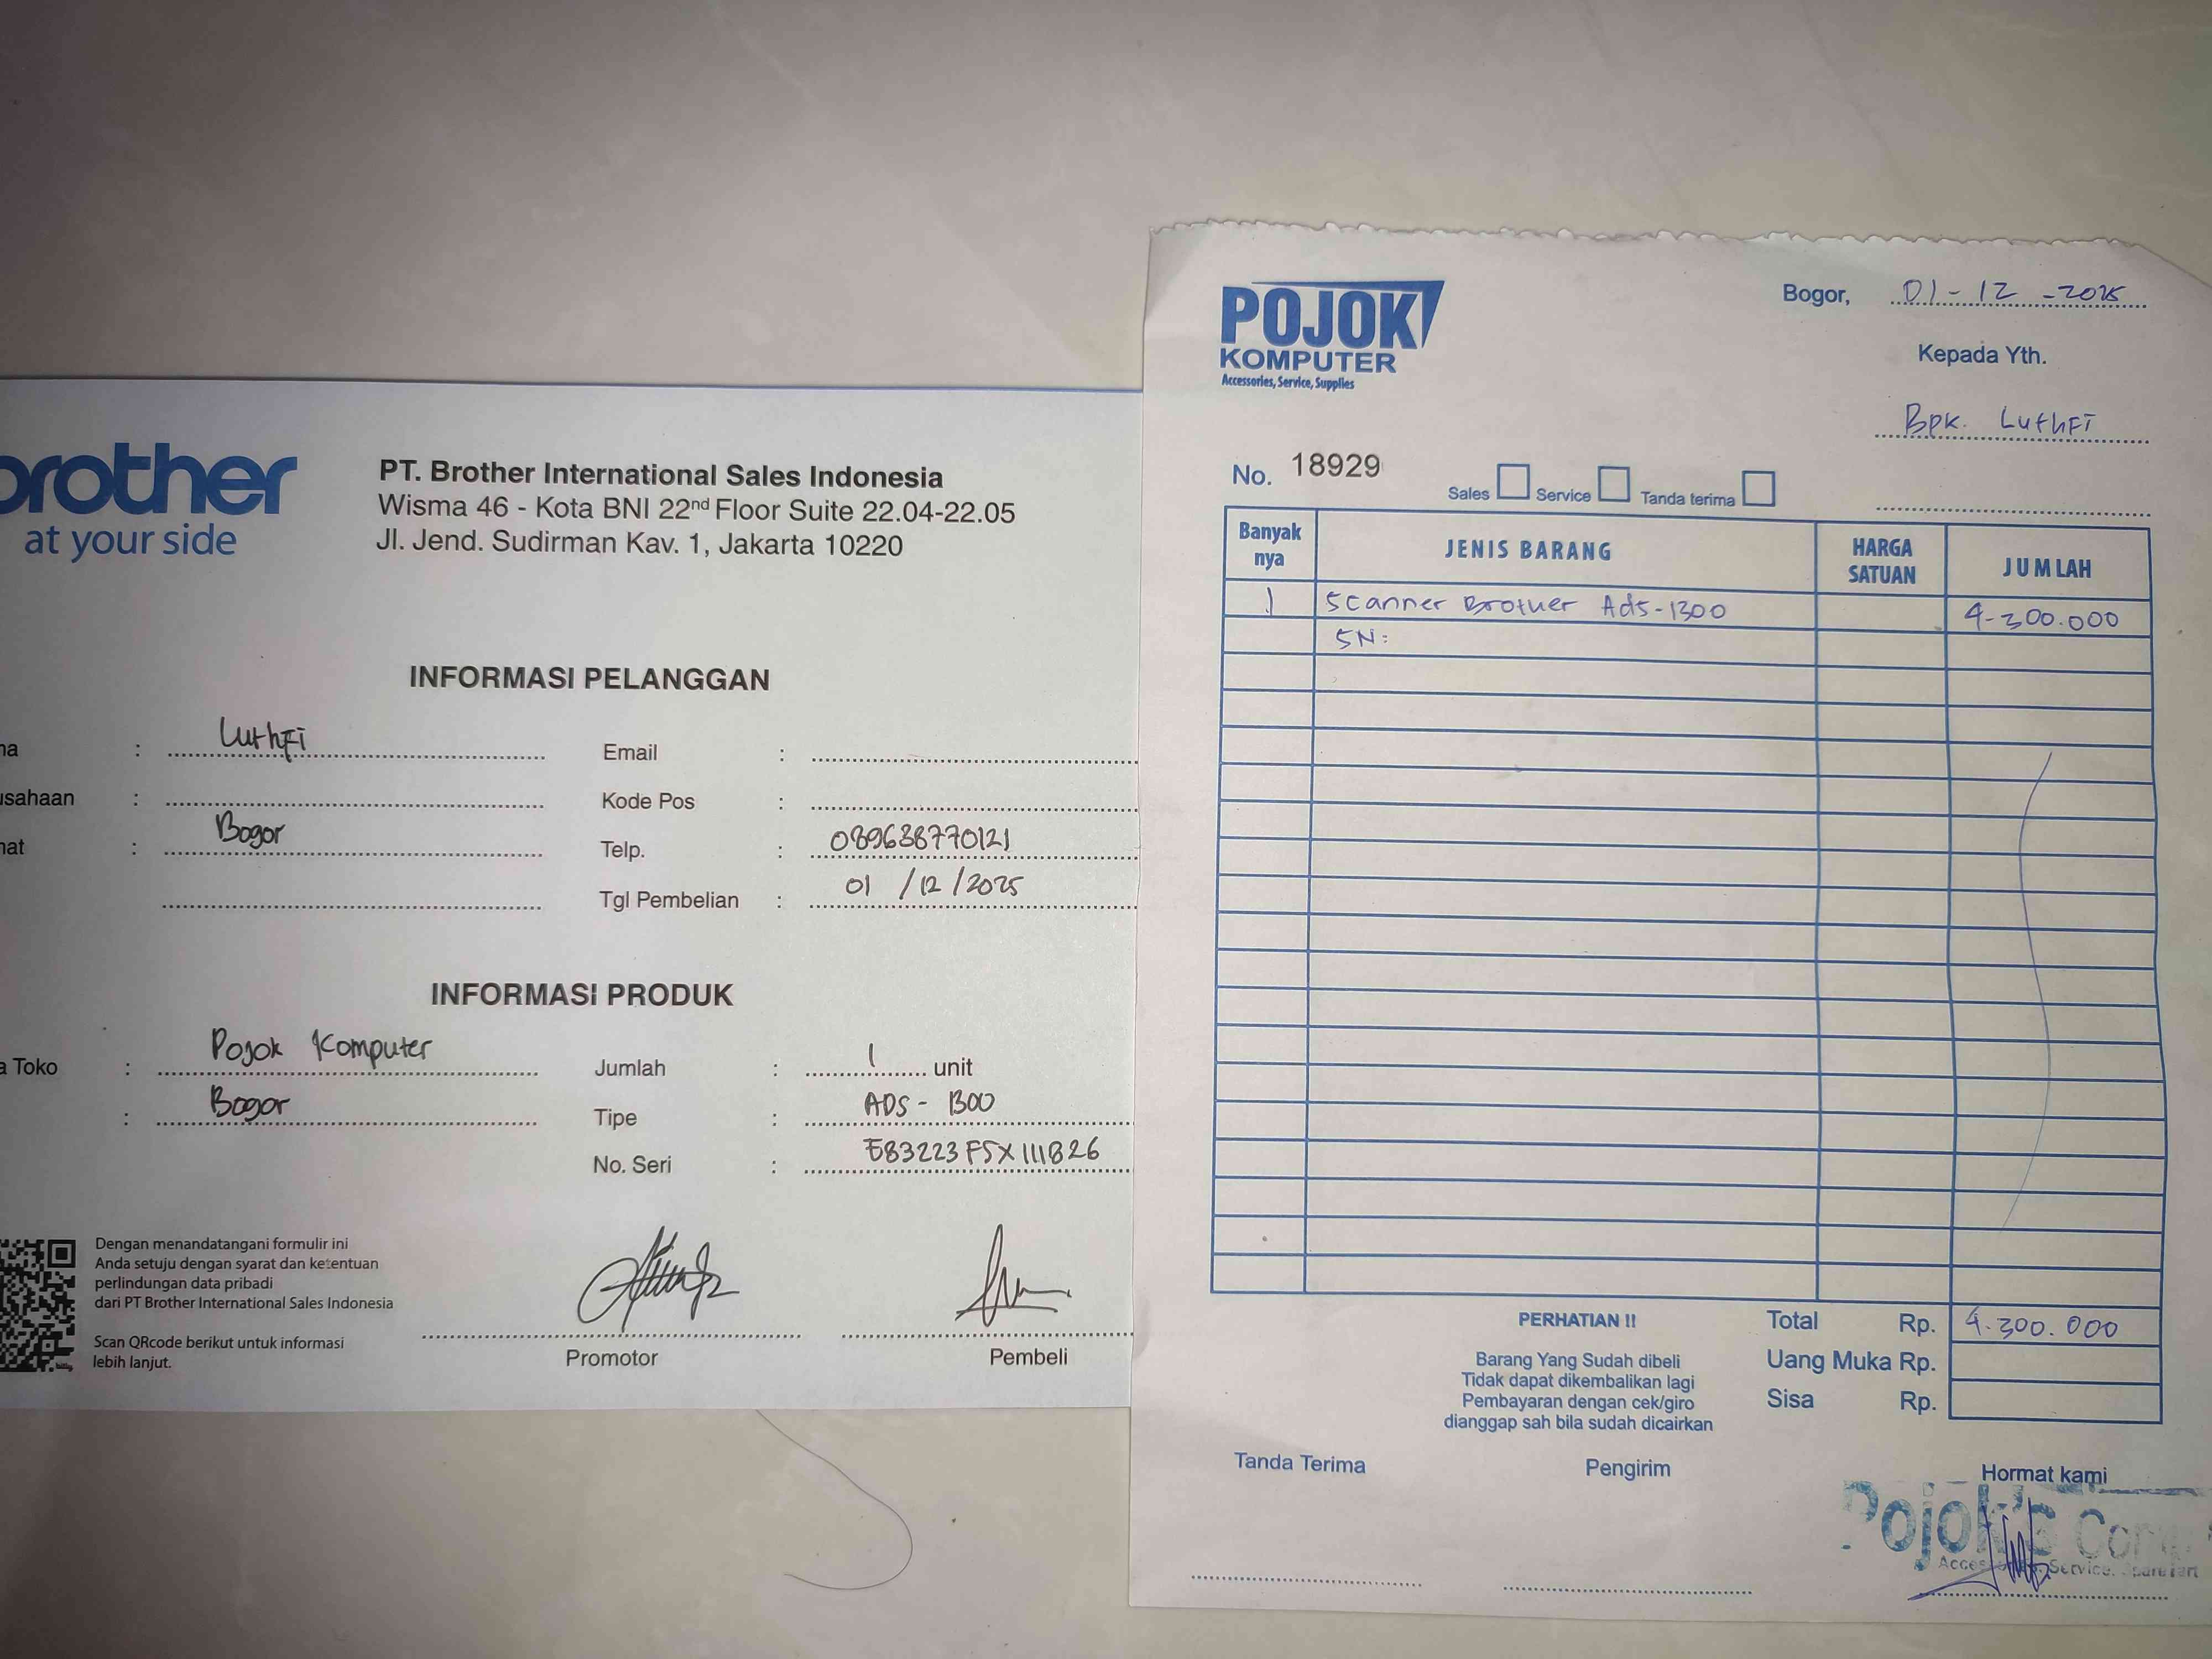 brother
at your side
PT. Brother International Sales Indonesia
Wisma 46 - Kota BNI 22nd Floor Suite 22.04-22.05
Jl. Jend. Sudirman Kav. 1, Jakarta 10220
INFORMASI PELANGGAN
na : Luthfi
usahaan :
nat : Bogor
Email :
Kode Pos :
Telp. : 089638770121
Tgl Pembelian : 01 / 12 / 2025
INFORMASI PRODUK
a Toko : Pojok Komputer
: Bogor
Jumlah : 1 unit
Tipe : ADS - 1300
No. Seri : E83223F5X111826
Dengan menandatangani formulir ini
Anda setuju dengan syarat dan ketentuan
perlindungan data pribadi
dari PT Brother International Sales Indonesia
Scan QRcode berikut untuk informasi
lebih lanjut.
Promotor
Pembeli
POJOK
KOMPUTER
Accessories, Service, Supplies
Bogor, 01-12-2025
Kepada Yth.
Bpk. Luthfi
No. 18929
Sales Service Tanda terima
Banyak nya JENIS BARANG HARGA SATUAN JUMLAH
1 Scanner Brother Ads-1300 4.300.000
SN:
PERHATIAN !!
Barang Yang Sudah dibeli
Tidak dapat dikembalikan lagi
Pembayaran dengan cek/giro
dianggap sah bila sudah dicairkan
Total Rp. 4.300.000
Uang Muka Rp.
Sisa Rp.
Tanda Terima
Pengirim
Hormat kami
Pojok's Comp
Service. Sparepart